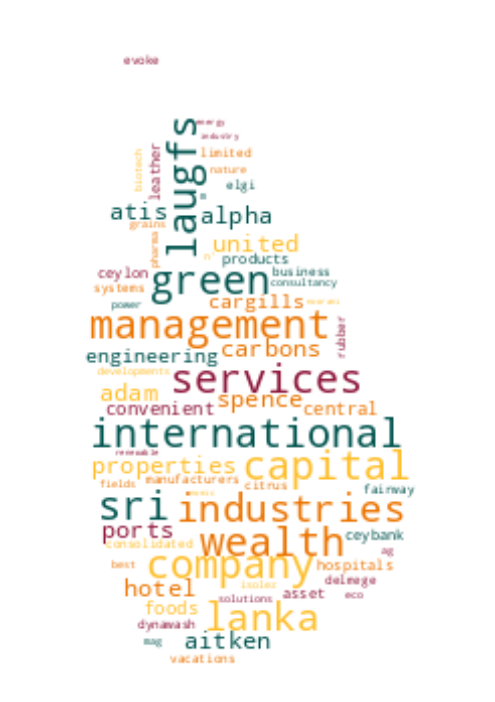 evoke
energy
industry
laugfs
leather
biotech
limited
nature
elgi
atis
alpha
grains
pharma
united
products
ceylon
green
business
consultancy
systems
power
cargills
management
rubber
engineering
carbons
developments
services
adam
spence
convenient
central
international
renewable
properties
capital
fields
manufacturers
citrus
fairway
sri
industries
ports
wealth
ceybank
consolidated
ag
company
best
hospitals
delmege
hotel
asset
eco
solutions
foods
lanka
dynawash
mag
aitken
vacations